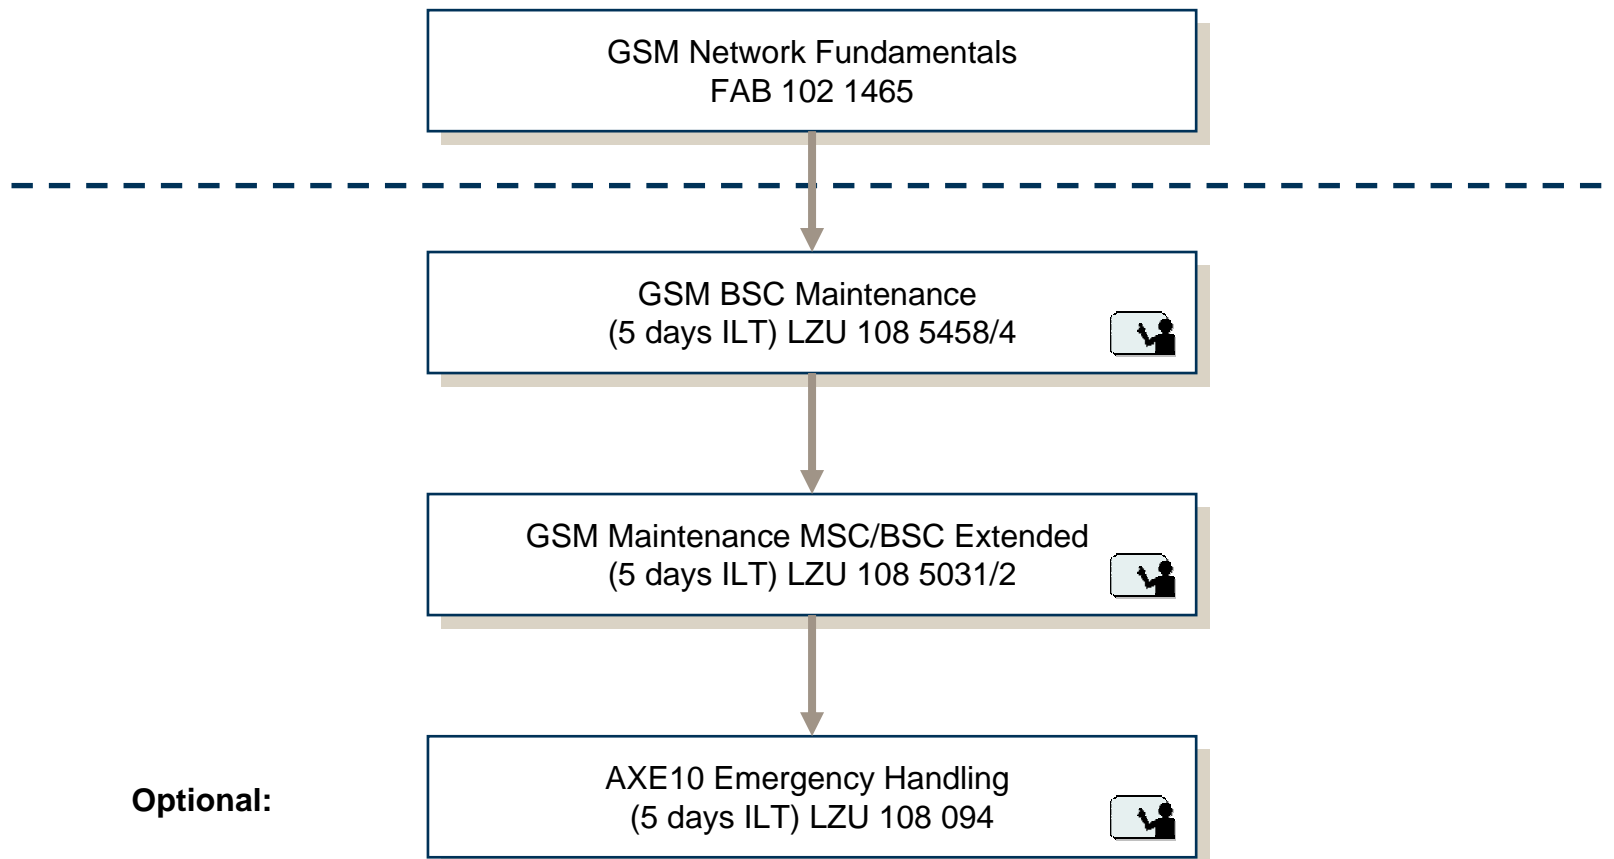 GSM Network Fundamentals
FAB 102 1465
GSM BSC Maintenance
(5 days ILT) LZU 108 5458/4
GSM Maintenance MSC/BSC Extended
(5 days ILT) LZU 108 5031/2
Optional:
AXE10 Emergency Handling
(5 days ILT) LZU 108 094